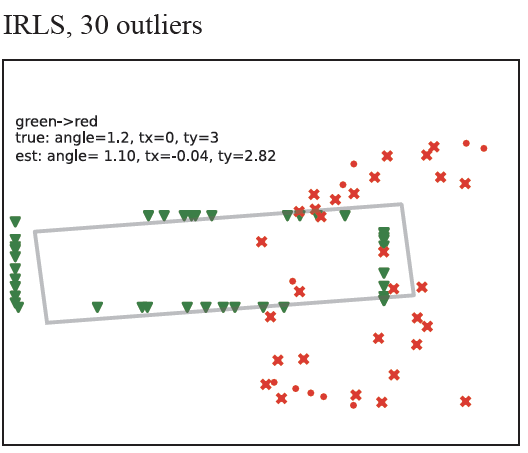 IRLS, 30 outliers
green->red
true: angle=1.2, tx=0, ty=3
est: angle= 1.10, tx=-0.04, ty=2.82